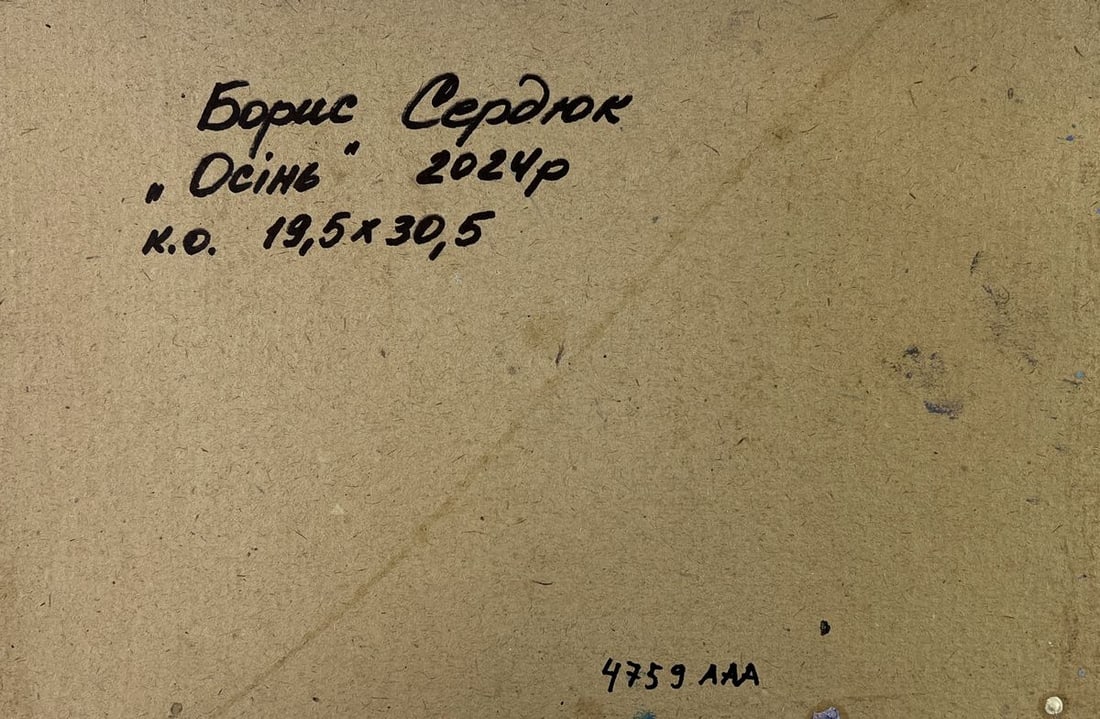 Борис Сердюк
„Осінь" 2024р
к.о. 19,5х30,5
4759 ААА